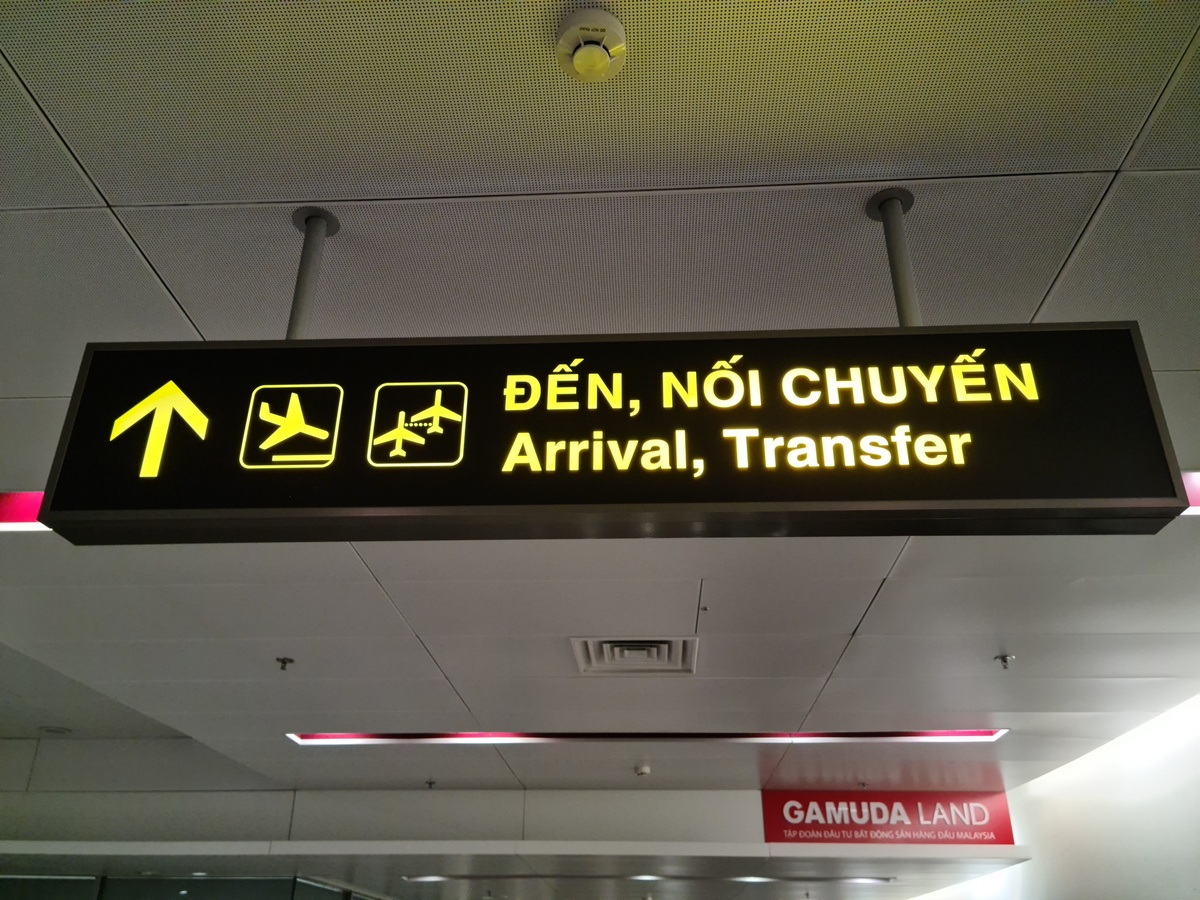 ĐẾN, NỐI CHUYẾN
Arrival, Transfer
GAMUDA LAND
TẬP ĐOÀN ĐẦU TƯ BẤT ĐỘNG SẢN HÀNG ĐẦU MALAYSIA